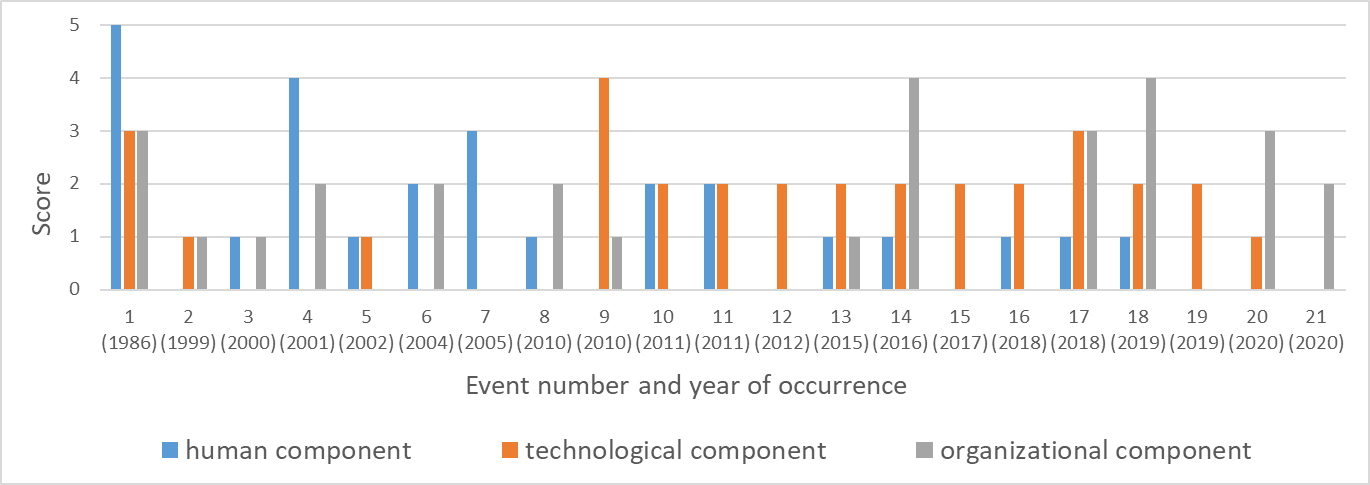 5
4
3
2
1
0
Score
1 2 3 4 5 6 7 8 9 10 11 12 13 14 15 16 17 18 19 20 21
(1986) (1999) (2000) (2001) (2002) (2004) (2005) (2010) (2010) (2011) (2011) (2012) (2015) (2016) (2017) (2018) (2018) (2019) (2019) (2020) (2020)
Event number and year of occurrence
human component technological component organizational component